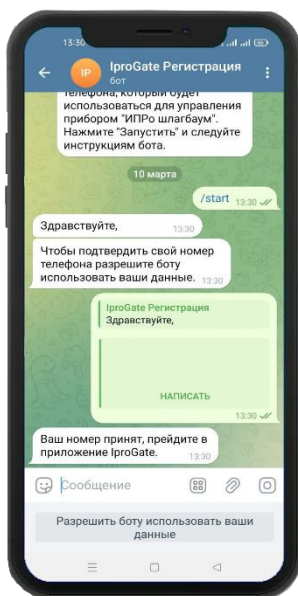 13:30
IP
IproGate Регистрация
бот
телефона, который будет
использоваться для управления
прибором "ИПРо шлагбаум".
Нажмите "Запустить" и следуйте
инструкциям бота.
10 марта
/start 13:30
Здравствуйте, 13:30
Чтобы подтвердить свой номер
телефона разрешите боту
использовать ваши данные. 13:30
IproGate Регистрация
Здравствуйте,
НАПИСАТЬ
13:30
Ваш номер принят, прейдите в
приложение IproGate. 13:30
Сообщение
Разрешить боту использовать ваши
данные